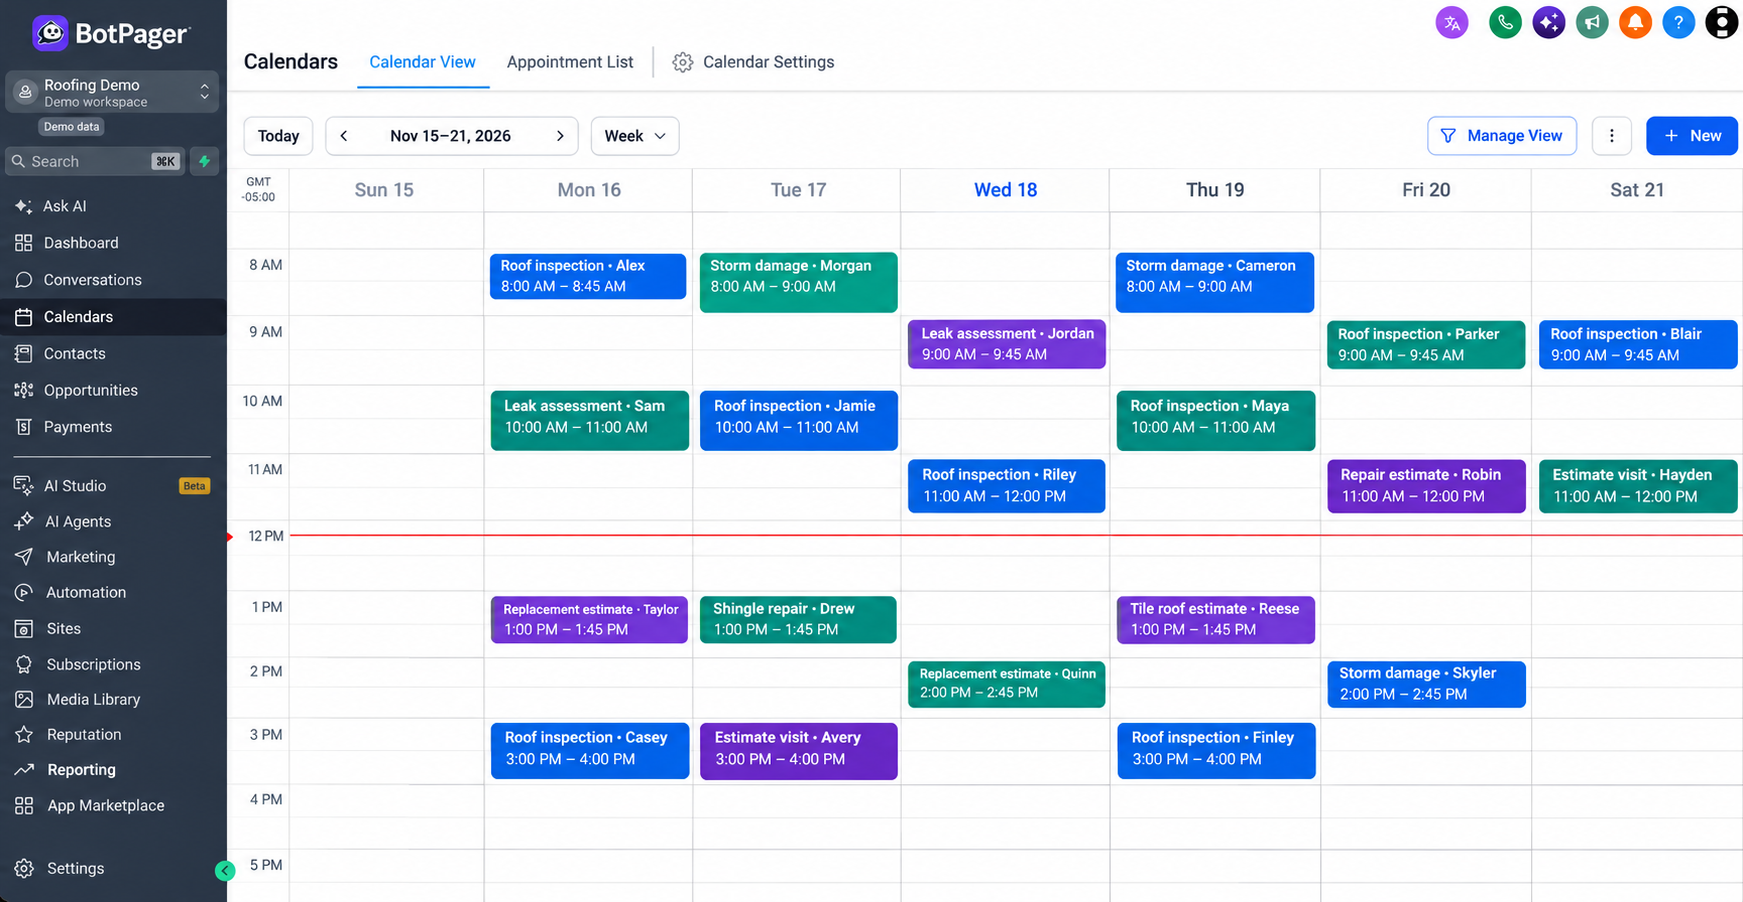 BotPager
Roofing Demo
Demo workspace
Demo data
Search ⌘K
Ask AI
Dashboard
Conversations
Calendars
Contacts
Opportunities
Payments
AI Studio Beta
AI Agents
Marketing
Automation
Sites
Subscriptions
Media Library
Reputation
Reporting
App Marketplace
Settings
Calendars Calendar View Appointment List Calendar Settings
Today Nov 15–21, 2026 Week Manage View + New
GMT
-05:00
Sun 15 Mon 16 Tue 17 Wed 18 Thu 19 Fri 20 Sat 21
8 AM
Roof inspection • Alex
8:00 AM – 8:45 AM
Storm damage • Morgan
8:00 AM – 9:00 AM
Storm damage • Cameron
8:00 AM – 9:00 AM
9 AM
Leak assessment • Jordan
9:00 AM – 9:45 AM
Roof inspection • Parker
9:00 AM – 9:45 AM
Roof inspection • Blair
9:00 AM – 9:45 AM
10 AM
Leak assessment • Sam
10:00 AM – 11:00 AM
Roof inspection • Jamie
10:00 AM – 11:00 AM
Roof inspection • Maya
10:00 AM – 11:00 AM
11 AM
Roof inspection • Riley
11:00 AM – 12:00 PM
Repair estimate • Robin
11:00 AM – 12:00 PM
Estimate visit • Hayden
11:00 AM – 12:00 PM
12 PM
1 PM
Replacement estimate • Taylor
1:00 PM – 1:45 PM
Shingle repair • Drew
1:00 PM – 1:45 PM
Tile roof estimate • Reese
1:00 PM – 1:45 PM
2 PM
Replacement estimate • Quinn
2:00 PM – 2:45 PM
Storm damage • Skyler
2:00 PM – 2:45 PM
3 PM
Roof inspection • Casey
3:00 PM – 4:00 PM
Estimate visit • Avery
3:00 PM – 4:00 PM
Roof inspection • Finley
3:00 PM – 4:00 PM
4 PM
5 PM